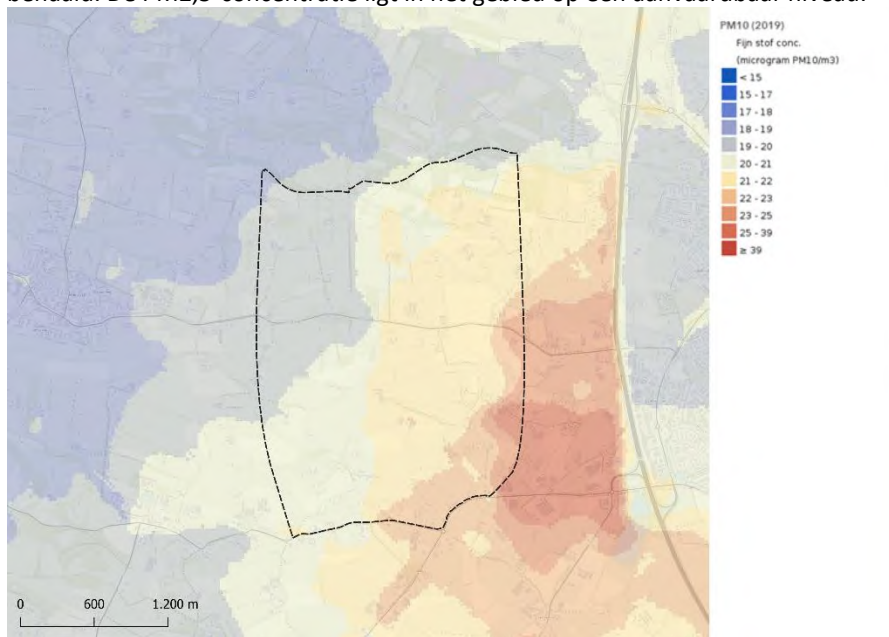 behaald. De PM2,5-concentratie ligt in het gebied op een aanvaardbaar niveau.
PM10 (2019)
Fijn stof conc.
(microgram PM10/m3)
< 15
15 - 17
17 - 18
18 - 19
19 - 20
20 - 21
21 - 22
22 - 23
23 - 25
25 - 39
≥ 39
0 600 1.200 m